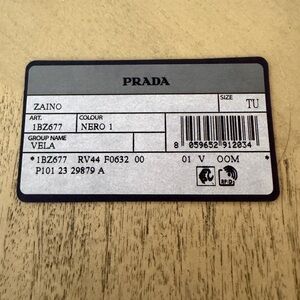 PRADA
ZAINO
SIZE
TU
ART.
COLOUR
1BZ677
NERO 1
GROUP NAME
VELA
8 059652 912034
*1BZ677 RV44 F0632 00 01 V OOM
P101 23 29879 A